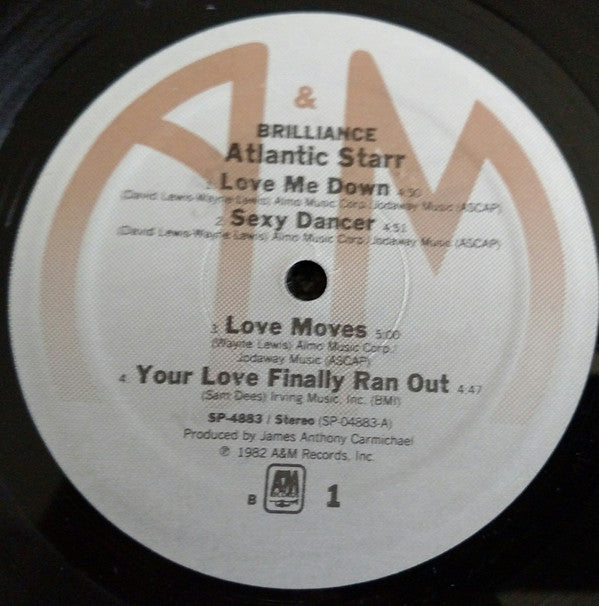 A&M
BRILLIANCE
Atlantic Starr
1. Love Me Down 4:50
(David Lewis-Wayne Lewis) Almo Music Corp./Jodaway Music (ASCAP)
2. Sexy Dancer 4:51
(David Lewis-Wayne Lewis) Almo Music Corp./Jodaway Music (ASCAP)
3. Love Moves 5:00
(Wayne Lewis) Almo Music Corp./
Jodaway Music (ASCAP)
4. Your Love Finally Ran Out 4:47
(Sam Dees) Irving Music, Inc. (BMI)
SP-4883 / Stereo (SP-04883-A)
Produced by James Anthony Carmichael
℗ 1982 A&M Records, Inc.
B A&M RECORDS 1